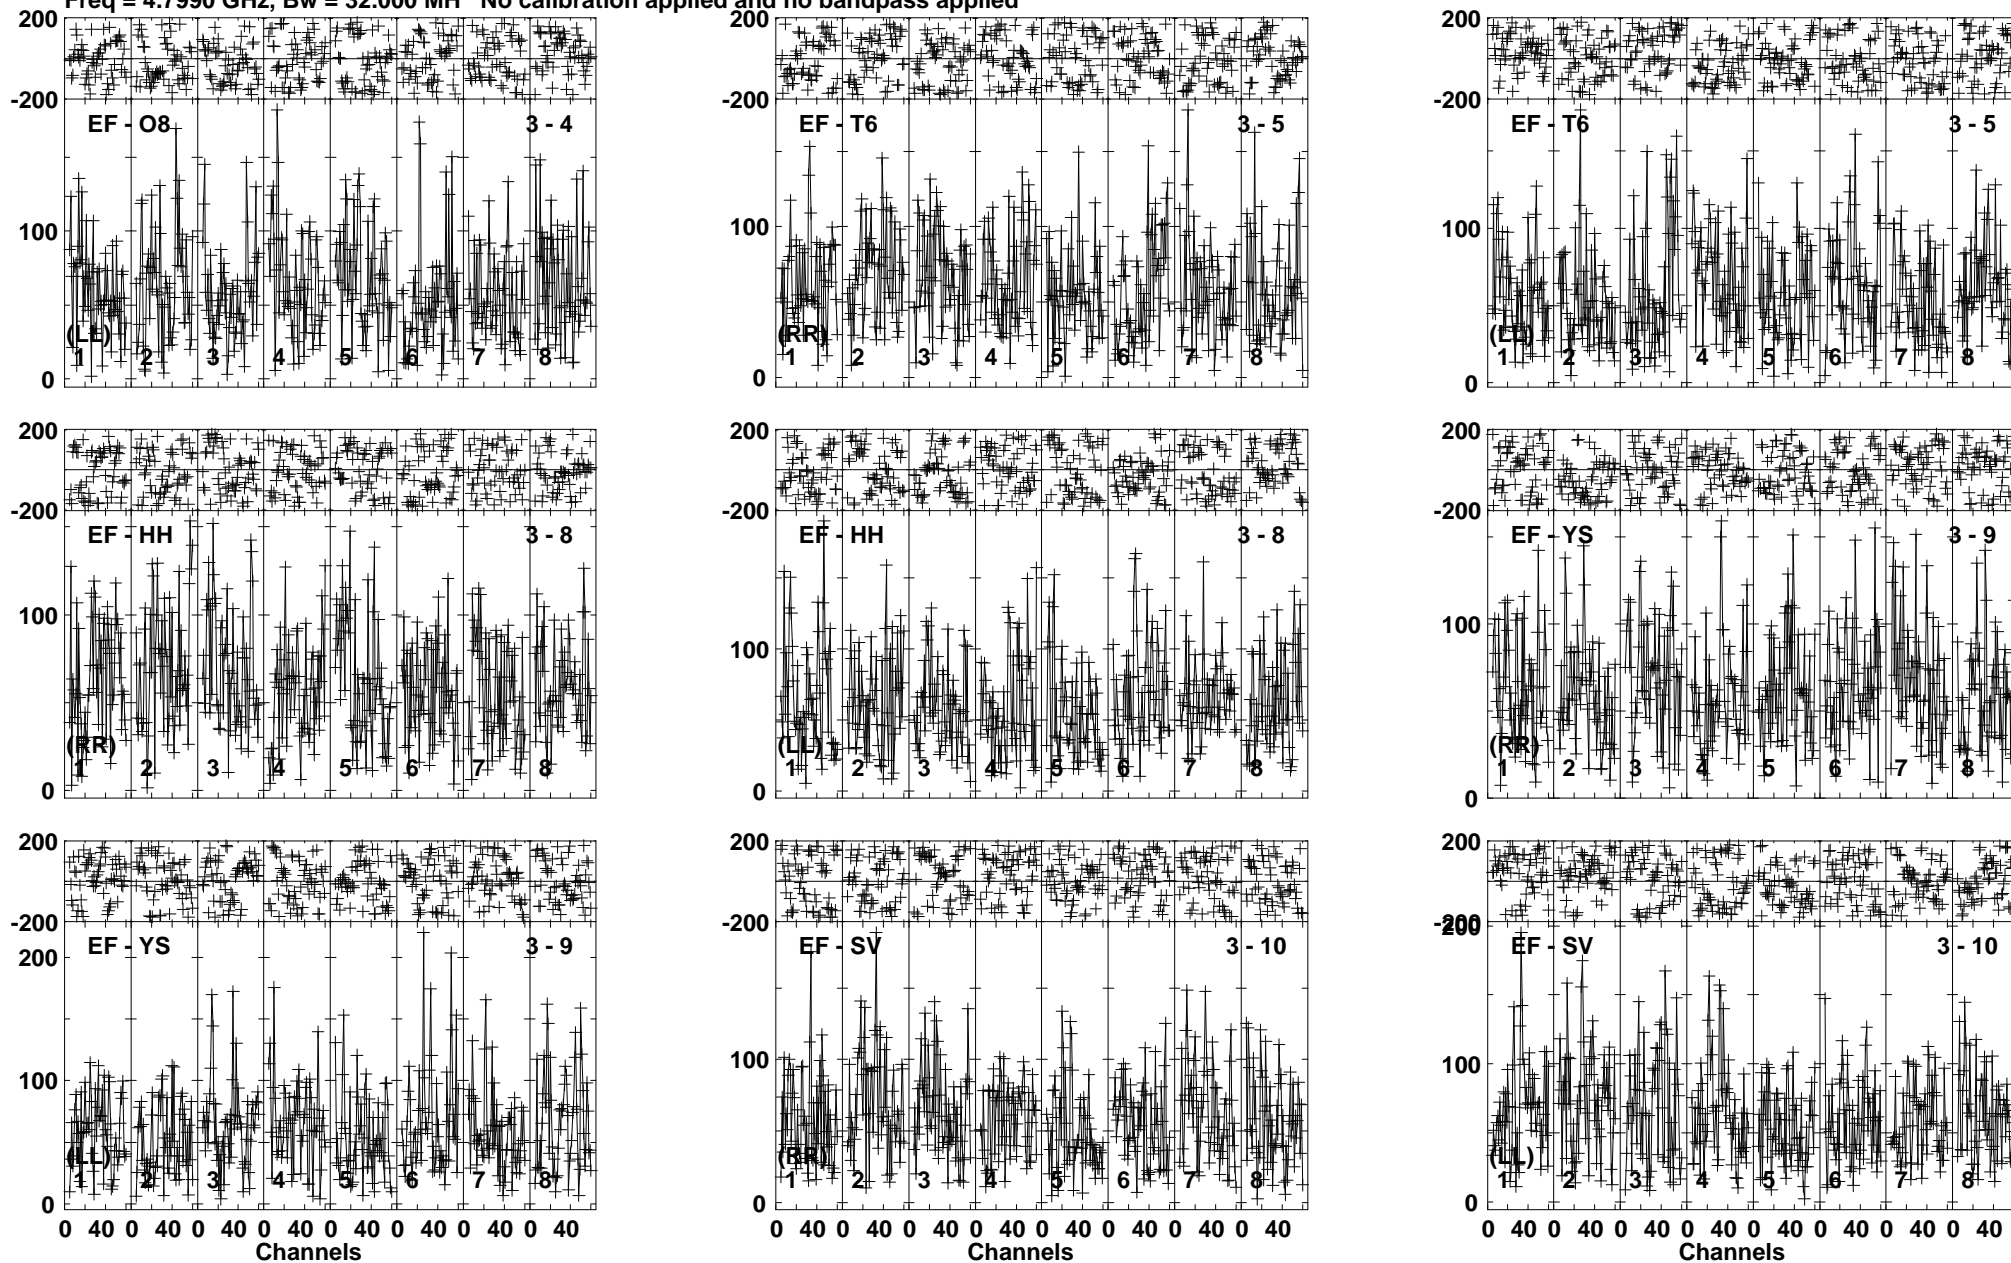 Freq = 4.7990 GHz, Bw = 32.000 MH No calibration applied and no bandpass applied
200 200 200
-200 -200 -200
EF - O8 3 - 4 EF - T6 3 - 5 EF - T6 3 - 5
100 100 100
(LL) (RR) (LL)
1 2 3 4 5 6 7 8 1 2 3 4 5 6 7 8 1 2 3 4 5 6 7 8
0 0 0
200 200 200
-200 -200 -200
EF - HH 3 - 8 EF - HH 3 - 8 EF - YS 3 - 9
100 100 100
(RR) (LL) (RR)
1 2 3 4 5 6 7 8 1 2 3 4 5 6 7 8 1 2 3 4 5 6 7 8
0 0 0
200 200 200
-200 -200 -200
200
EF - YS 3 - 9 EF - SV 3 - 10 EF - SV 3 - 10
200
100 100 100
(LL) (RR) (LL)
1 2 3 4 5 6 7 8 1 2 3 4 5 6 7 8 1 2 3 4 5 6 7 8
0 0 0
0 40 0 40 0 40 0 40 0 40 0 40 0 40 0 40 0 40 0 40 0 40 0 40 0 40 0 40 0 40 0 40 0 40 0 40 0 40 0 40 0 40 0 40 0 40 0 40
Channels Channels Channels